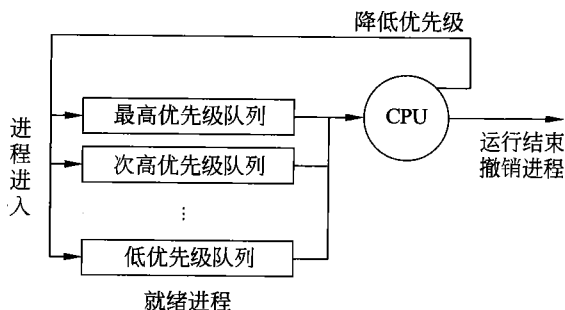 降低优先级
进程进入
最高优先级队列
CPU
次高优先级队列
运行结束
撤销进程
⋮
低优先级队列
就绪进程